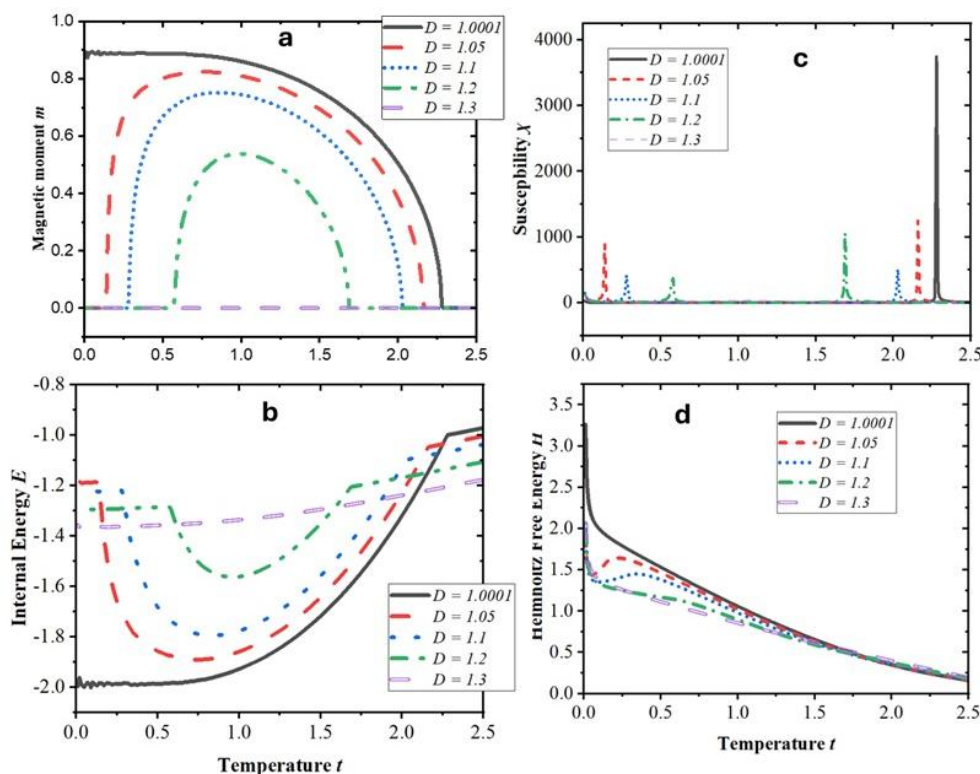 a
D = 1.0001
D = 1.05
D = 1.1
D = 1.2
D = 1.3
Magnetic moment m
1.0
0.8
0.6
0.4
0.2
0.0
0.0 0.5 1.0 1.5 2.0 2.5
c
D = 1.0001
D = 1.05
D = 1.1
D = 1.2
D = 1.3
Suscepbility X
4000
3000
2000
1000
0
0.0 0.5 1.0 1.5 2.0 2.5
b
D = 1.0001
D = 1.05
D = 1.1
D = 1.2
D = 1.3
Internal Energy E
-0.8
-1.0
-1.2
-1.4
-1.6
-1.8
-2.0
0.0 0.5 1.0 1.5 2.0 2.5
Temperature t
d
D = 1.0001
D = 1.05
D = 1.1
D = 1.2
D = 1.3
Free Energy H
3.5
3.0
2.5
2.0
1.5
1.0
0.5
0.0
0.0 0.5 1.0 1.5 2.0 2.5
Temperature t